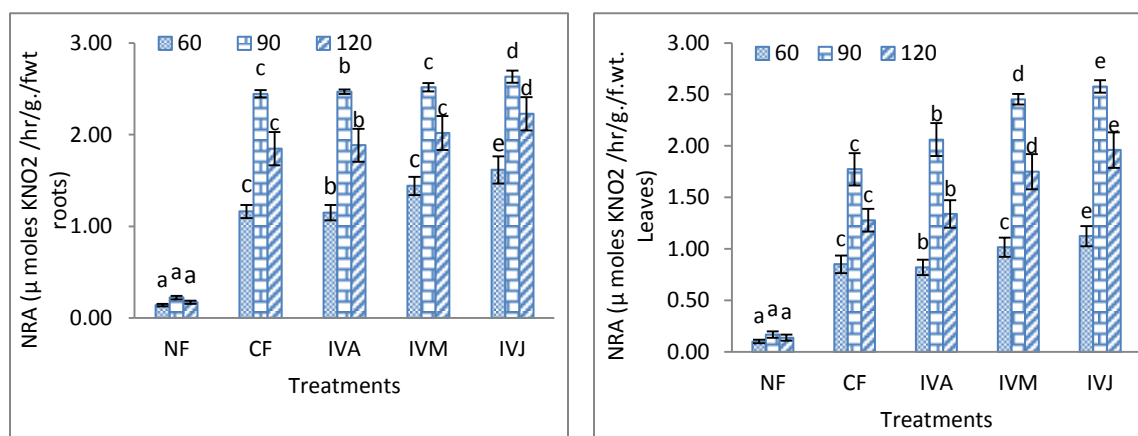 NRA (µ moles KNO2 /hr/g./fwt
roots)
3.00
2.00
1.00
0.00
60 90 120
a a a
c c c
b b b
c c c
e d d
NF CF IVA IVM IVJ
Treatments
NRA (µ moles KNO2 /hr/g./f.wt.
Leaves)
3.00
2.50
2.00
1.50
1.00
0.50
0.00
60 90 120
a a a
c c c
b b b
c d d
e e e
NF CF IVA IVM IVJ
Treatments